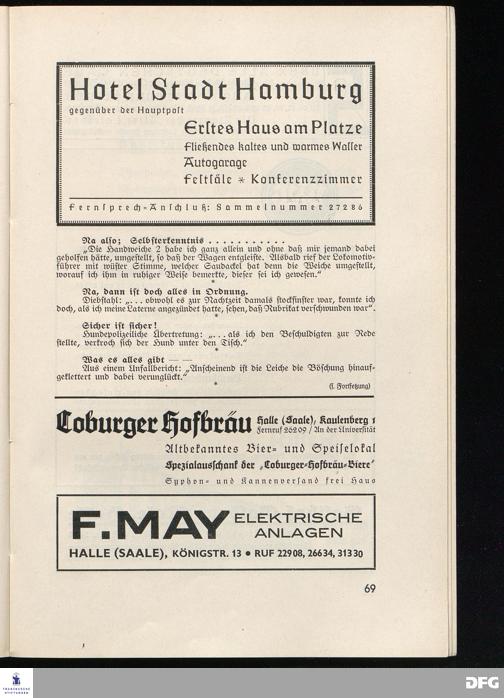 Hotel Stadt Hamburg
gegenüber der Hauptpost
Erstes Haus am Platze
Fließendes kaltes und warmes Wasser
Autogarage
Festsäle * Konferenzzimmer
Fernsprech-Anschluß: Sammelnummer 27286
Na also; Selbsterkenntnis . . . . . . . . . . .
„Die Handweiche 2 habe ich ganz allein und ohne daß mir jemand dabei
geholfen hätte, umgestellt, so daß der Wagen entgleiste. Alsbald rief der Lokomotiv-
führer mit wüster Stimme, welcher Saudackel hat denn die Weiche umgestellt,
worauf ich ihm in ruhiger Weise bemerkte, dieser sei ich gewesen.“
*
Na, dann ist doch alles in Ordnung.
Diebstahl: „... obwohl es zur Nachtzeit damals stockfinster war, konnte ich
doch, als ich meine Laterne angezündet hatte, sehen, daß Rubrikat verschwunden war“.
*
Sicher ist sicher!
Hundepolizeiliche Übertretung: „... als ich den Beschuldigten zur Rede
stellte, verkroch sich der Hund unter den Tisch.“
*
Was es alles gibt — —
Aus einem Unfallbericht: „Anscheinend ist die Leiche die Böschung hinauf-
geklettert und dabei verunglückt.“
*
(s. Fortsetzung)
Coburger Hofbräu Halle (Saale), Kaulenberg 1
Fernruf 26209 / An der Universität
Altbekanntes Bier- und Speiselokal
Spezialausschank der „Coburger-Hofbräu-Biere“
Syphon- und Kannenversand frei Haus
F. MAY ELEKTRISCHE
ANLAGEN
HALLE (SAALE), KÖNIGSTR. 13 • RUF 22908, 26634, 31330
69
FRANCKESCHE
STIFTUNGEN
DFG